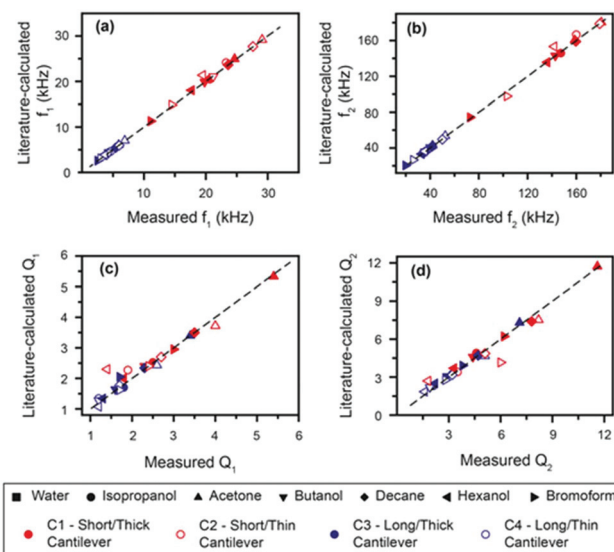 (a)
Literature-calculated
f₁ (kHz)
30
20
10
0
10
20
30
Measured f₁ (kHz)
(b)
Literature-calculated
f₂ (kHz)
160
120
80
40
40
80
120
160
Measured f₂ (kHz)
(c)
Literature-calculated Q₁
6
5
4
3
2
1
1
2
3
4
5
6
Measured Q₁
(d)
Literature-calculated Q₂
12
9
6
3
0
3
6
9
12
Measured Q₂
Water Isopropanol Acetone Butanol Decane Hexanol Bromoform
C1 - Short/Thick C2 - Short/Thin C3 - Long/Thick C4 - Long/Thin
Cantilever Cantilever Cantilever Cantilever